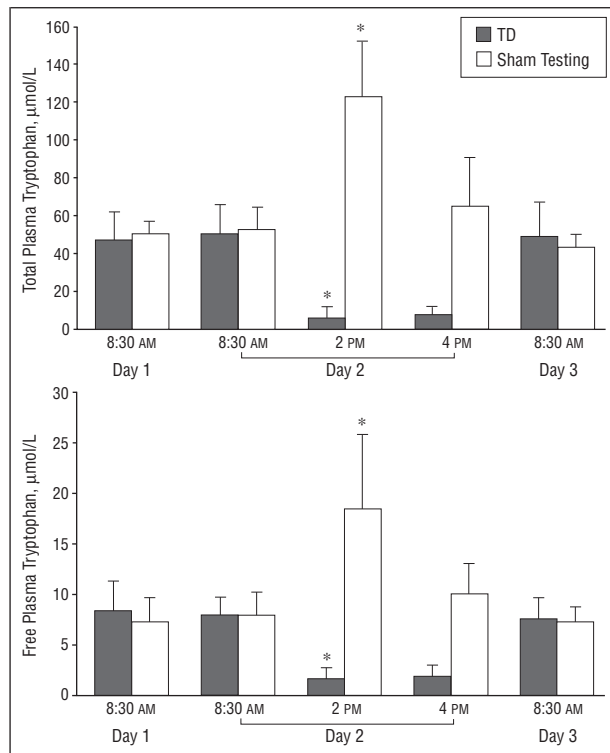 160
140
120
100
80
60
40
20
0
Total Plasma Tryptophan, µmol/L
TD
Sham Testing
*
*
8:30 AM
8:30 AM
2 PM
4 PM
8:30 AM
Day 1
Day 2
Day 3
30
25
20
15
10
5
0
Free Plasma Tryptophan, µmol/L
*
*
8:30 AM
8:30 AM
2 PM
4 PM
8:30 AM
Day 1
Day 2
Day 3